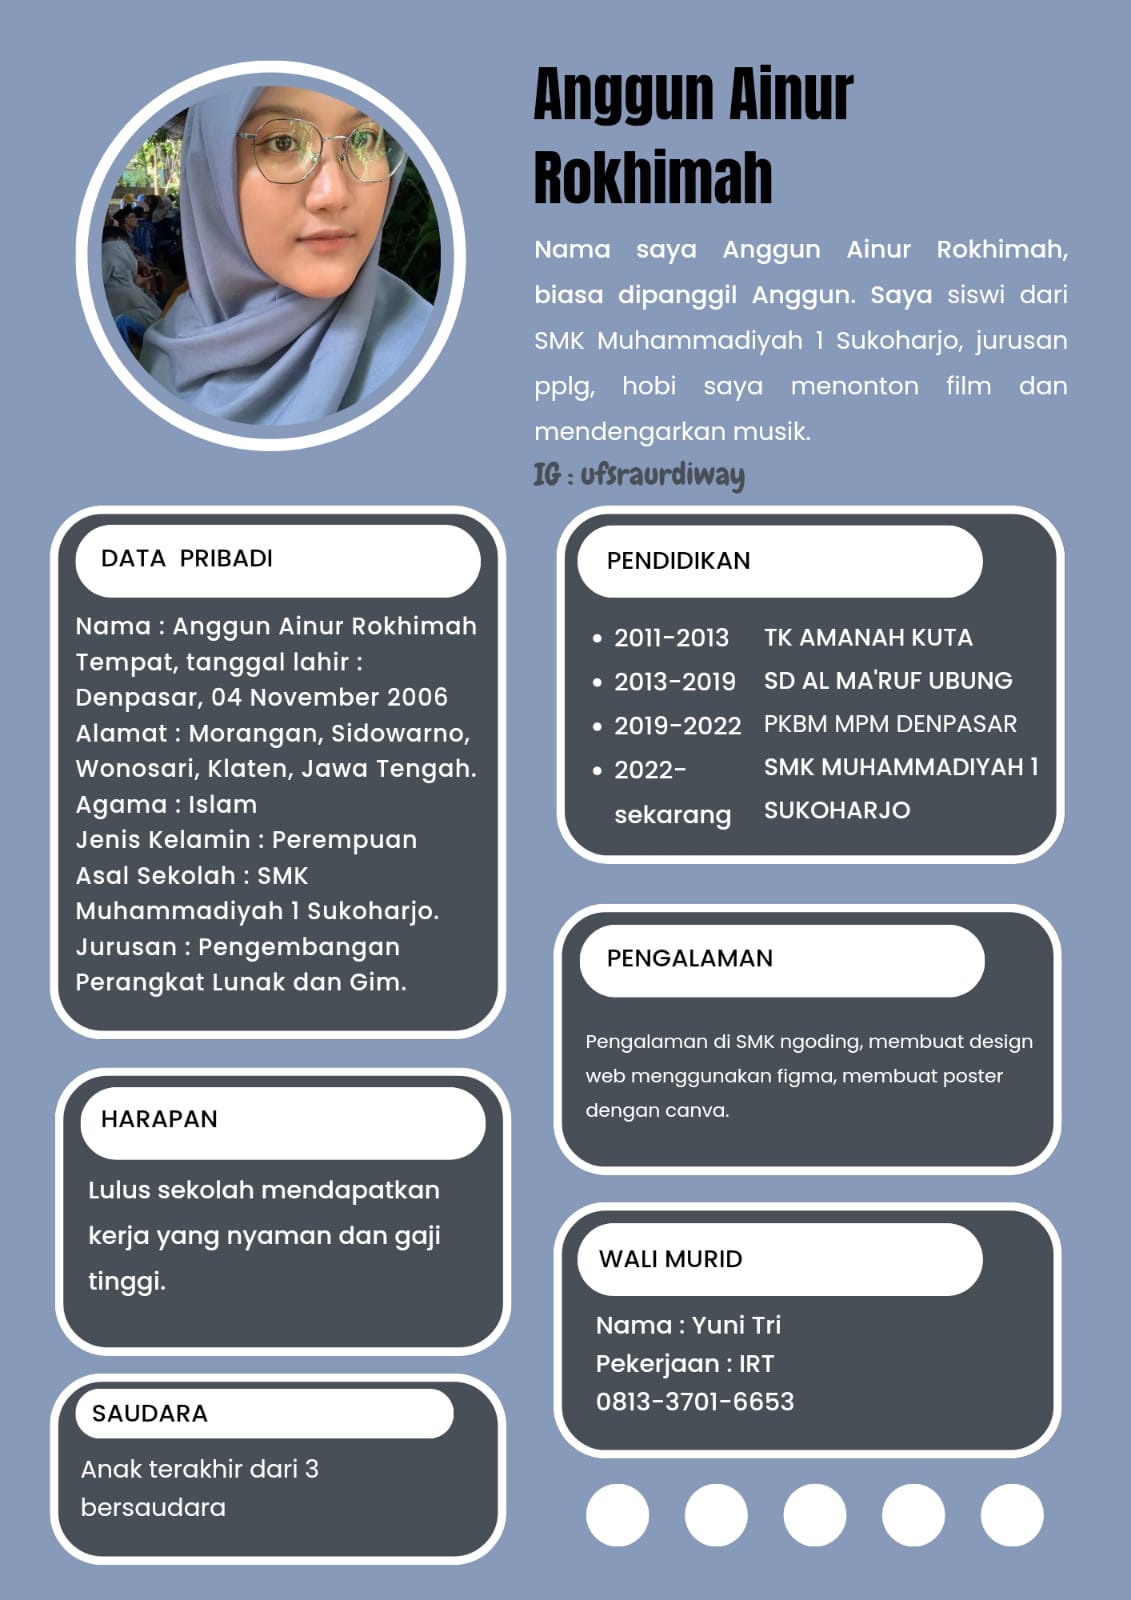 Anggun Ainur
Rokhimah
Nama saya Anggun Ainur Rokhimah,
biasa dipanggil Anggun. Saya siswi dari
SMK Muhammadiyah 1 Sukoharjo, jurusan
pplg, hobi saya menonton film dan
mendengarkan musik.
IG : ufsraurdiway
DATA PRIBADI
Nama : Anggun Ainur Rokhimah
Tempat, tanggal lahir :
Denpasar, 04 November 2006
Alamat : Morangan, Sidowarno,
Wonosari, Klaten, Jawa Tengah.
Agama : Islam
Jenis Kelamin : Perempuan
Asal Sekolah : SMK
Muhammadiyah 1 Sukoharjo.
Jurusan : Pengembangan
Perangkat Lunak dan Gim.
PENDIDIKAN
• 2011-2013 TK AMANAH KUTA
• 2013-2019 SD AL MA'RUF UBUNG
• 2019-2022 PKBM MPM DENPASAR
• 2022- SMK MUHAMMADIYAH 1
sekarang SUKOHARJO
PENGALAMAN
Pengalaman di SMK ngoding, membuat design
web menggunakan figma, membuat poster
dengan canva.
HARAPAN
Lulus sekolah mendapatkan
kerja yang nyaman dan gaji
tinggi.
WALI MURID
Nama : Yuni Tri
Pekerjaan : IRT
0813-3701-6653
SAUDARA
Anak terakhir dari 3
bersaudara